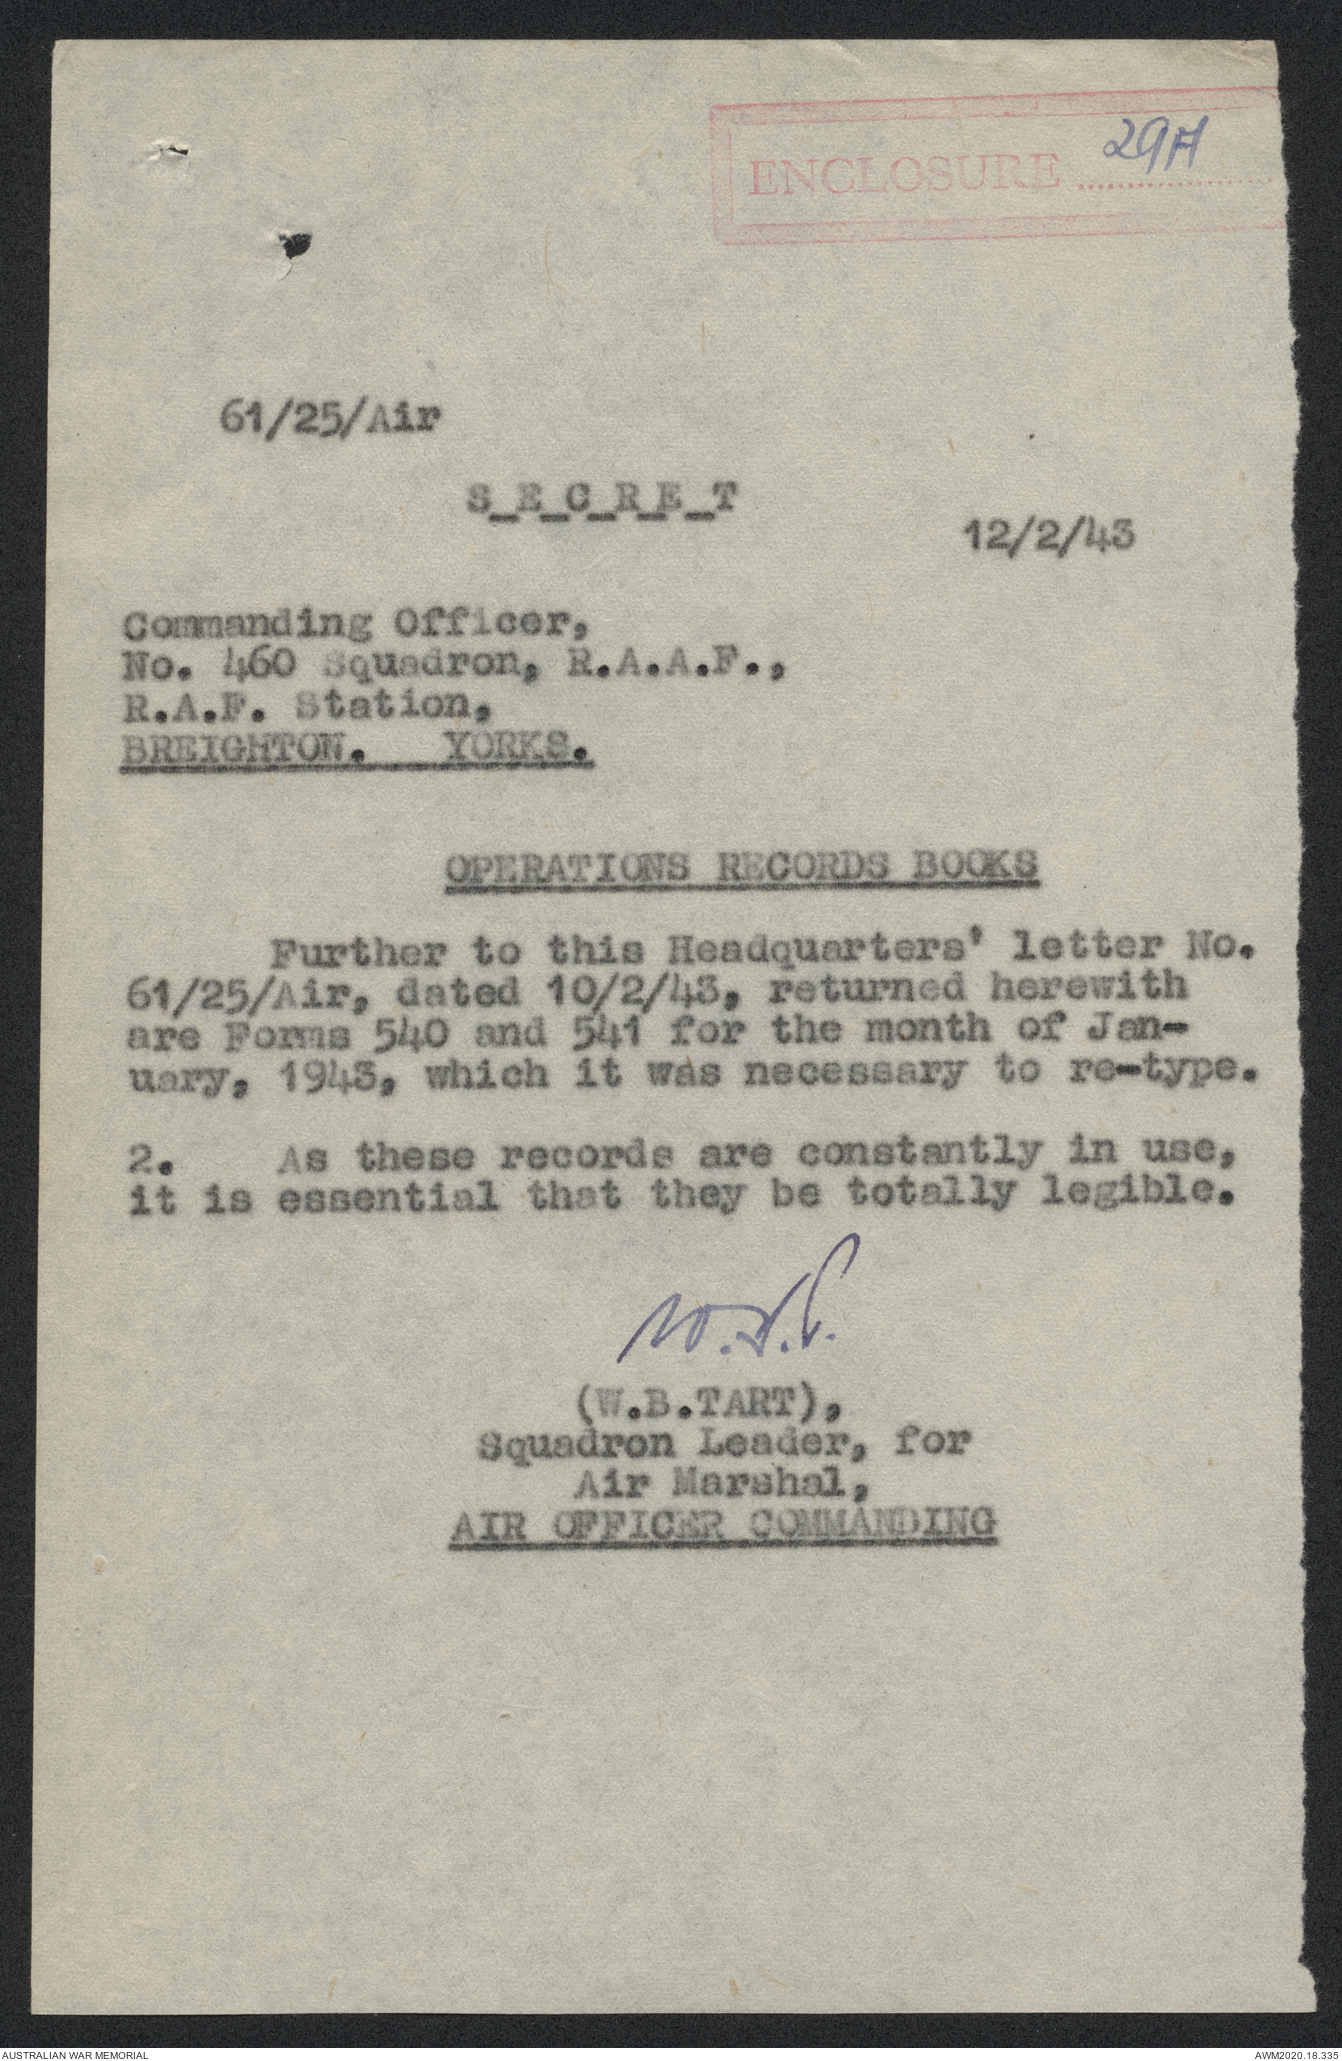 ENCLOSURE 29A
61/25/Air
S_E_C_R_E_T
12/2/43
Commanding Officer,
No. 460 Squadron, R.A.A.F.,
R.A.F. Station,
BREIGHTON. YORKS.
OPERATIONS RECORDS BOOKS
Further to this Headquarters' letter No.
61/25/Air, dated 10/2/43, returned herewith
are Forms 540 and 541 for the month of Jan-
uary, 1943, which it was necessary to re-type.
2. As these records are constantly in use,
it is essential that they be totally legible.
(W.B.TART),
Squadron Leader, for
Air Marshal,
AIR OFFICER COMMANDING
AUSTRALIAN WAR MEMORIAL
AWM2020.18.335